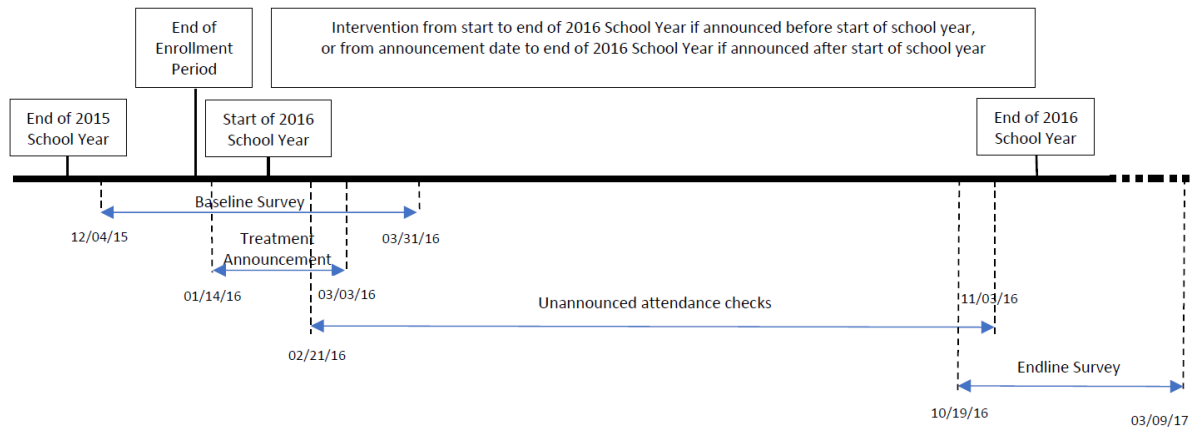 End of
Enrollment
Period
Intervention from start to end of 2016 School Year if announced before start of school year,
or from announcement date to end of 2016 School Year if announced after start of school year
End of 2015
School Year
Start of 2016
School Year
End of 2016
School Year
Baseline Survey
12/04/15
03/31/16
Treatment
Announcement
01/14/16
03/03/16
Unannounced attendance checks
11/03/16
02/21/16
Endline Survey
10/19/16
03/09/17